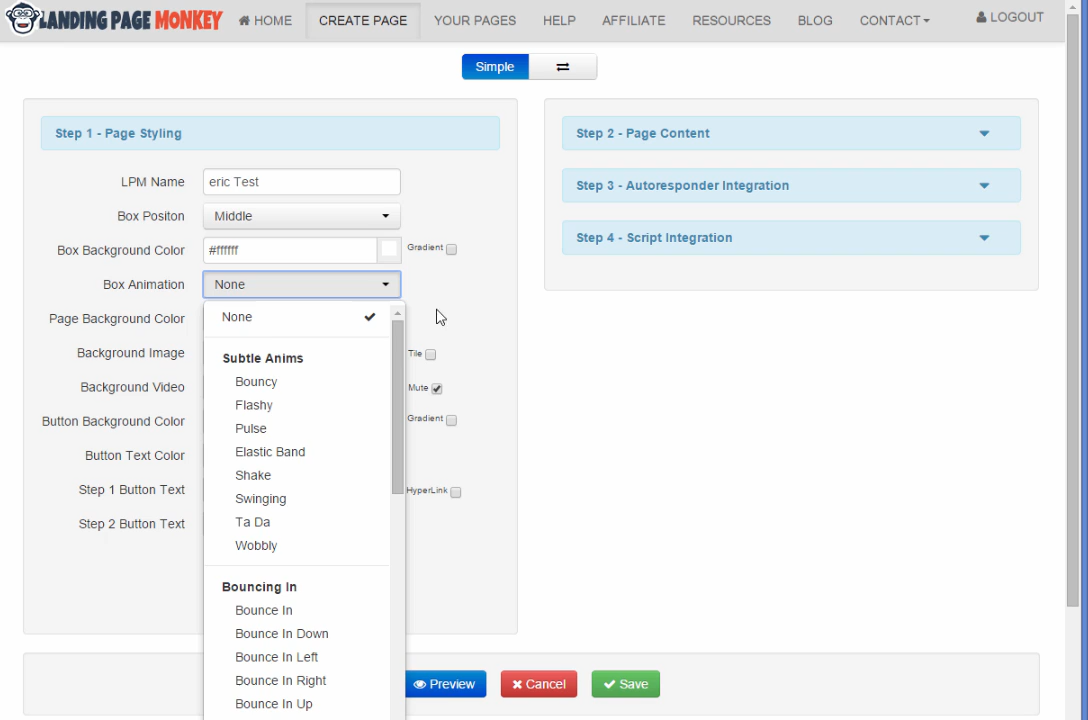 LANDING PAGE MONKEY
HOME
CREATE PAGE
YOUR PAGES
HELP
AFFILIATE
RESOURCES
BLOG
CONTACT
LOGOUT
Simple
Step 1 - Page Styling
LPM Name
eric Test
Box Positon
Middle
Box Background Color
#ffffff
Gradient
Box Animation
None
Page Background Color
Background Image
Tile
Background Video
Mute
Button Background Color
Gradient
Button Text Color
Step 1 Button Text
HyperLink
Step 2 Button Text
None
Subtle Anims
Bouncy
Flashy
Pulse
Elastic Band
Shake
Swinging
Ta Da
Wobbly
Bouncing In
Bounce In
Bounce In Down
Bounce In Left
Bounce In Right
Bounce In Up
Step 2 - Page Content
Step 3 - Autoresponder Integration
Step 4 - Script Integration
Preview
Cancel
Save